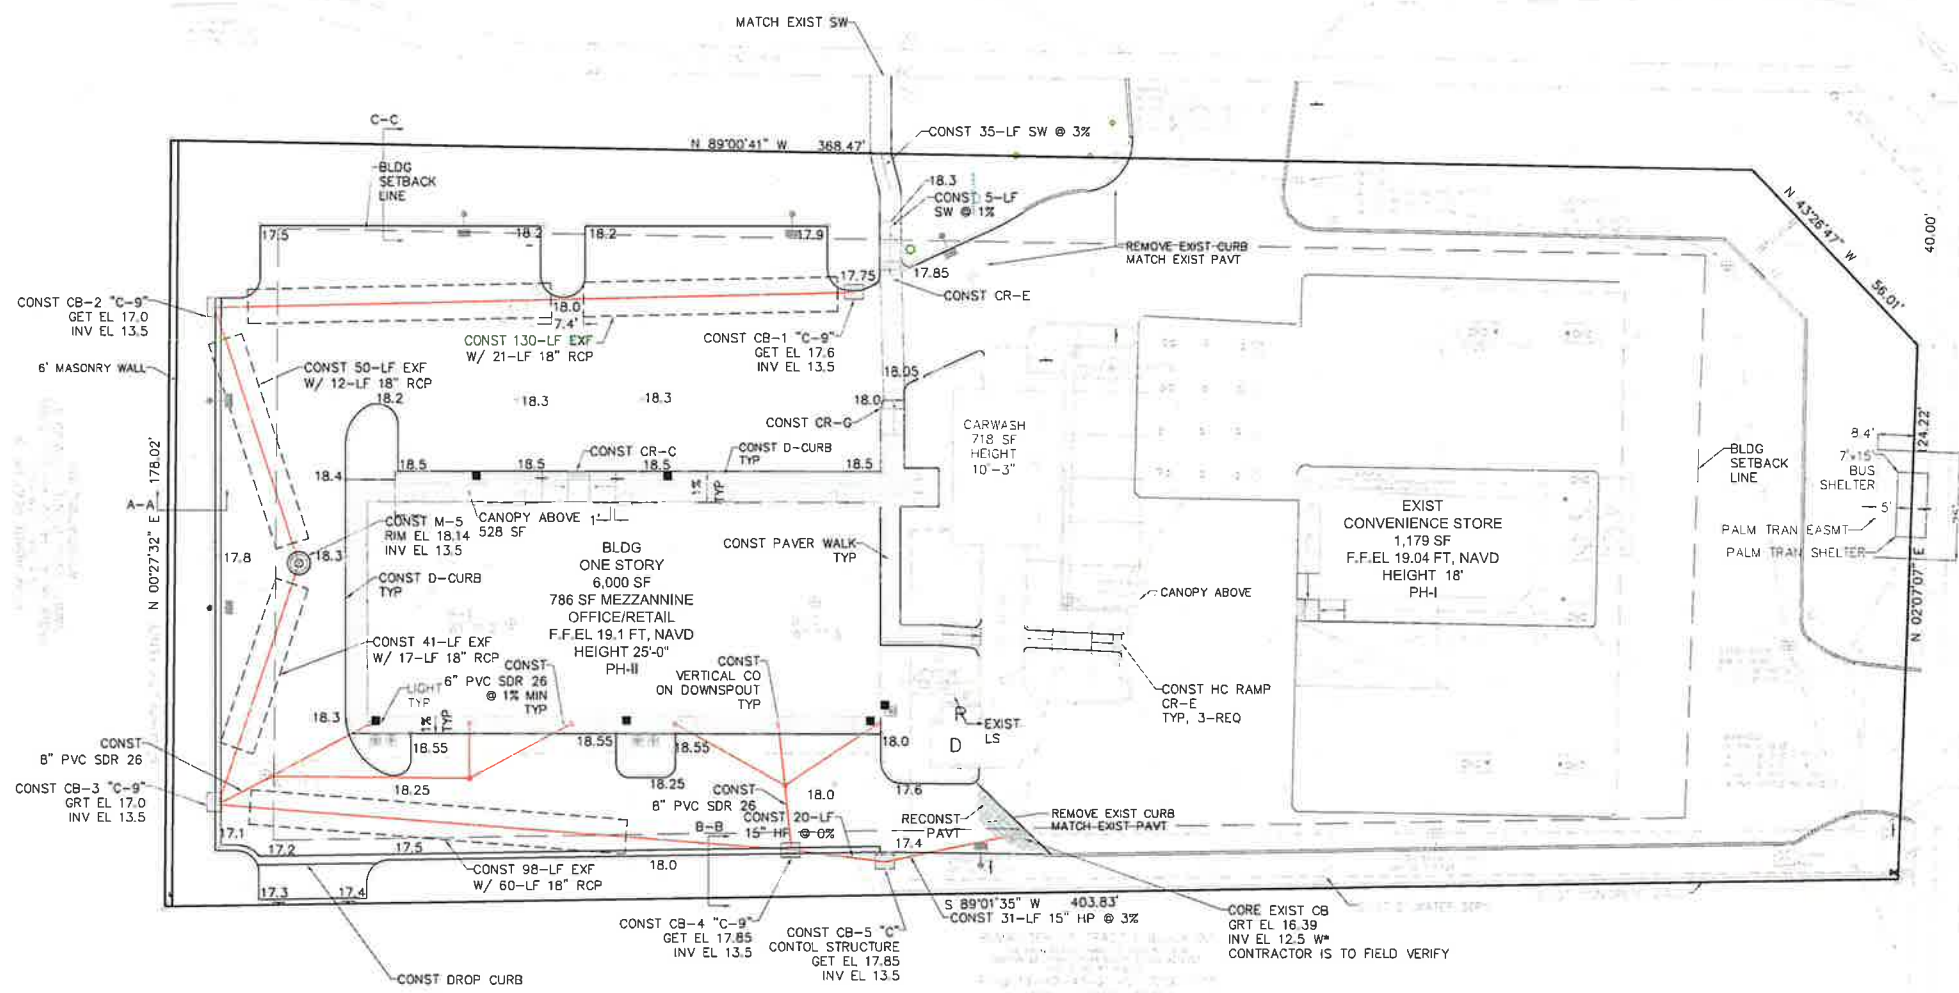 MATCH EXIST SW
C-C
N 89°00'41" W 368.47'
CONST 35-LF SW @ 3%
BLDG
SETBACK
LINE
18.3
CONST 5-LF
SW @ 1%
N 43°26'47" W 56.01'
40.00'
17.5
18.2
18.2
17.9
REMOVE EXIST CURB
MATCH EXIST PAVT
17.75
17.85
CONST CR-E
CONST CB-2 "C-9"
GET EL 17.0
INV EL 13.5
18.0
7.4'
CONST 130-LF EXF
W/ 21-LF 18" RCP
CONST CB-1 "C-9"
GET EL 17.6
INV EL 13.5
6' MASONRY WALL
CONST 50-LF EXF
W/ 12-LF 18" RCP
18.2
18.3
18.3
18.05
18.0
CONST CR-G
CARWASH
718 SF
HEIGHT
10'-3"
N 00°27'32" E 178.02'
A-A
CONST CR-C
CONST D-CURB
TYP
18.5
18.5
18.5
18.5
18.4
1%
TYP
CANOPY ABOVE
528 SF
1'
CONST M-5
RIM EL 18.14
INV EL 13.5
17.8
18.3
CONST D-CURB
TYP
BLDG
ONE STORY
6,000 SF
786 SF MEZZANNINE
OFFICE/RETAIL
F.F.EL 19.1 FT, NAVD
HEIGHT 25'-0"
PH-II
CONST PAVER WALK
TYP
EXIST
CONVENIENCE STORE
1,179 SF
F.F.EL 19.04 FT, NAVD
HEIGHT 18'
PH-I
BLDG
SETBACK
LINE
8.4'
124.22'
7'x15'
BUS
SHELTER
5'
PALM TRAN EASMT
PALM TRAN SHELTER
N 02°07'07" E
CANOPY ABOVE
CONST 41-LF EXF
W/ 17-LF 18" RCP
CONST
6" PVC SDR 26
@ 1% MIN
TYP
CONST
VERTICAL CO
ON DOWNSPOUT
TYP
LIGHT
TYP
CONST HC RAMP
CR-E
TYP, 3-REQ
R
D
EXIST
LS
18.3
1%
TYP
18.55
18.55
18.55
18.0
CONST
8" PVC SDR 26
CONST CB-3 "C-9"
GRT EL 17.0
INV EL 13.5
18.25
18.25
CONST
8" PVC SDR 26
18.0
17.6
CONST 20-LF
15" HP @ 0%
B-B
RECONST
PAVT
REMOVE EXIST CURB
MATCH EXIST PAVT
17.1
17.2
17.5
17.4
18.0
CONST 98-LF EXF
W/ 60-LF 18" RCP
17.3
17.4
S 89°01'35" W 403.83'
CONST 31-LF 15" HP @ 3%
CONST CB-4 "C-9"
GET EL 17.85
INV EL 13.5
CONST CB-5 "C"
CONTOL STRUCTURE
GET EL 17.85
INV EL 13.5
CORE EXIST CB
GRT EL 16.39
INV EL 12.5 W*
CONTRACTOR IS TO FIELD VERIFY
CONST DROP CURB